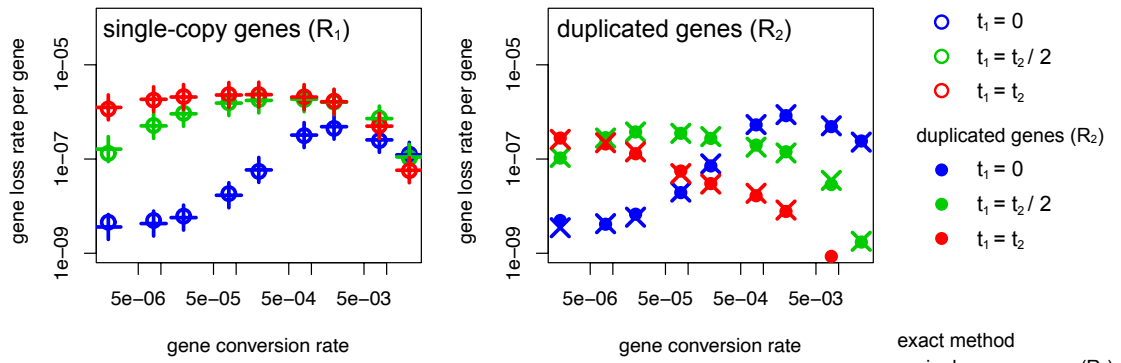 single-copy genes (R1)
gene loss rate per gene
1e-05
1e-07
1e-09
5e-06
5e-05
5e-04
5e-03
gene conversion rate
duplicated genes (R2)
gene loss rate per gene
1e-05
1e-07
1e-09
5e-06
5e-05
5e-04
5e-03
gene conversion rate
t1 = 0
t1 = t2 / 2
t1 = t2
duplicated genes (R2)
t1 = 0
t1 = t2 / 2
t1 = t2
exact method